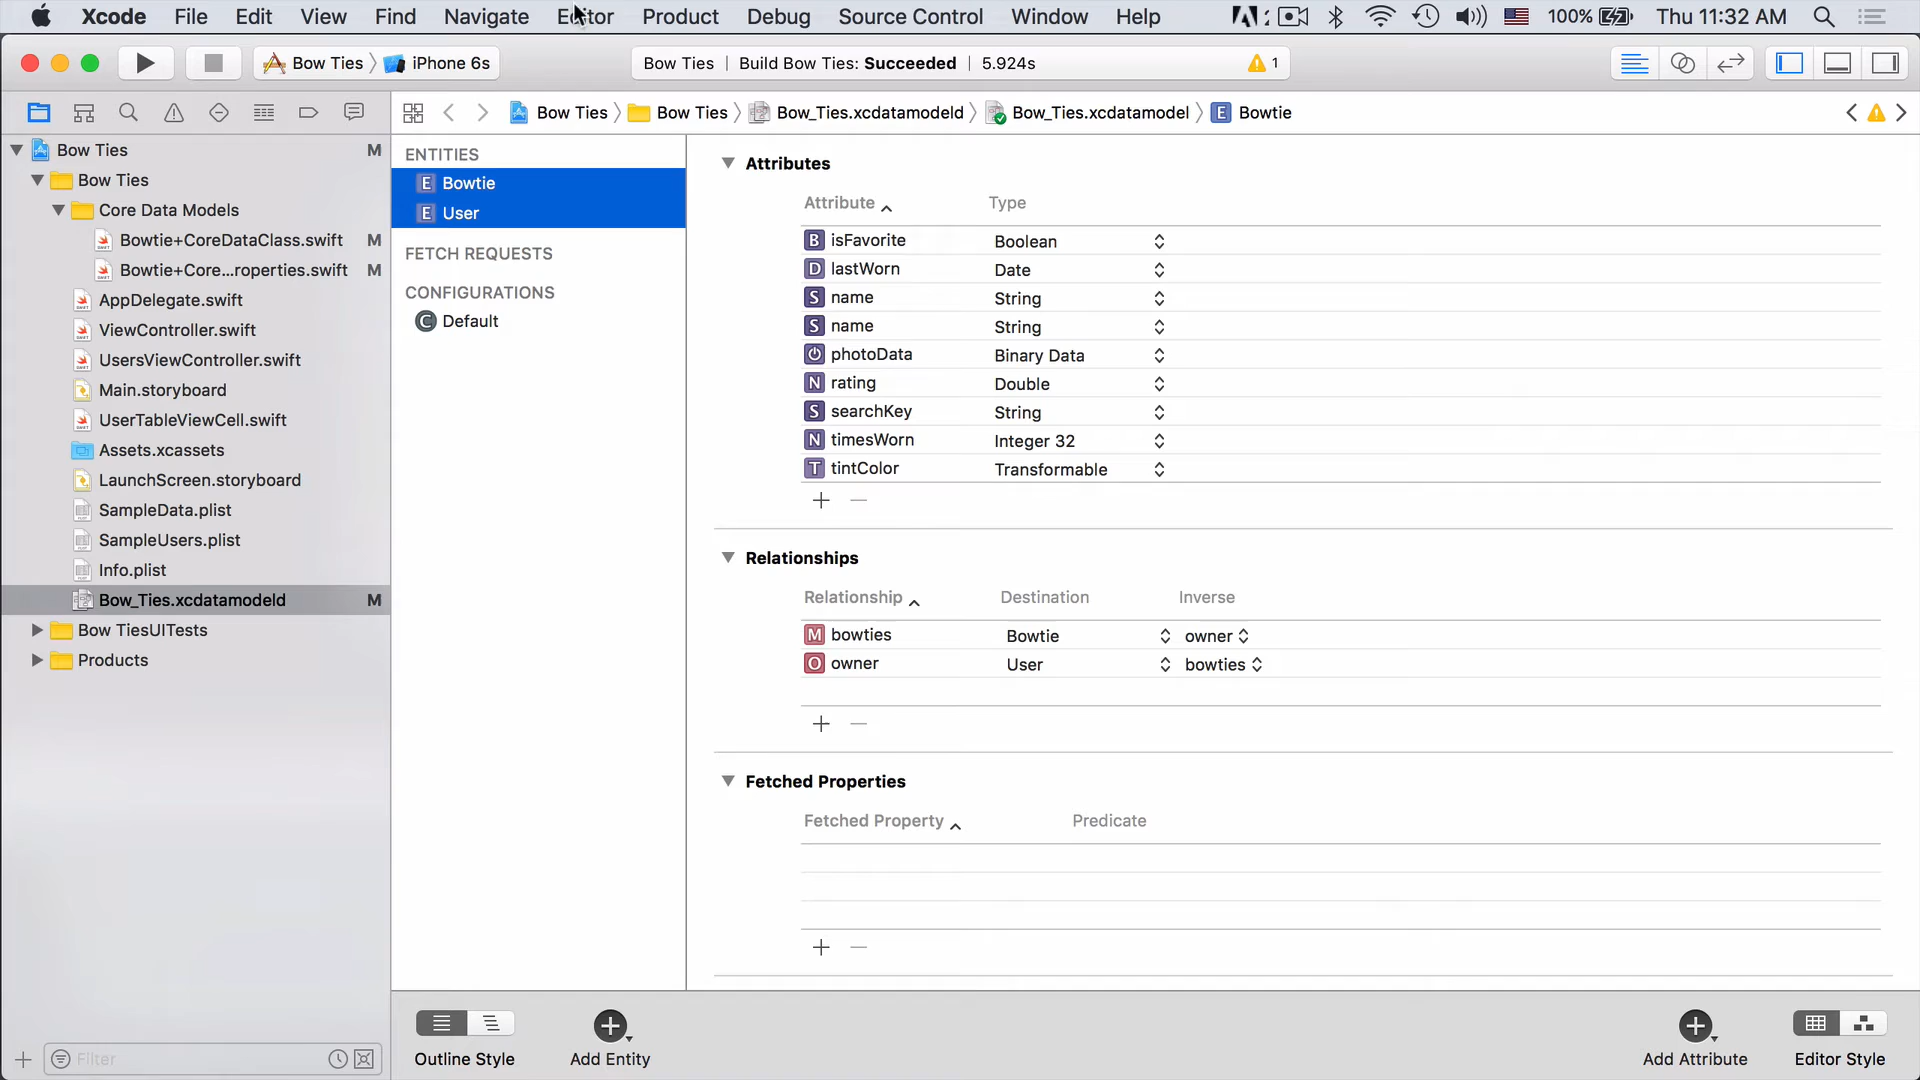 Xcode File Edit View Find Navigate Editor Product Debug Source Control Window Help 100% Thu 11:32 AM
Bow Ties iPhone 6s Bow Ties Build Bow Ties: Succeeded 5.924s 1
Bow Ties Bow Ties Bow_Ties.xcdatamodeld Bow_Ties.xcdatamodel E Bowtie
Bow Ties M
Bow Ties
Core Data Models
Bowtie+CoreDataClass.swift M
Bowtie+Core...roperties.swift M
AppDelegate.swift
ViewController.swift
UsersViewController.swift
Main.storyboard
UserTableViewCell.swift
Assets.xcassets
LaunchScreen.storyboard
SampleData.plist
SampleUsers.plist
Info.plist
Bow_Ties.xcdatamodeld M
Bow TiesUITests
Products
Filter
ENTITIES
E Bowtie
E User
FETCH REQUESTS
CONFIGURATIONS
C Default
Attributes
Attribute Type
B isFavorite Boolean
D lastWorn Date
S name String
S name String
photoData Binary Data
N rating Double
S searchKey String
N timesWorn Integer 32
T tintColor Transformable
Relationships
Relationship Destination Inverse
M bowties Bowtie owner
O owner User bowties
Fetched Properties
Fetched Property Predicate
Outline Style Add Entity Add Attribute Editor Style